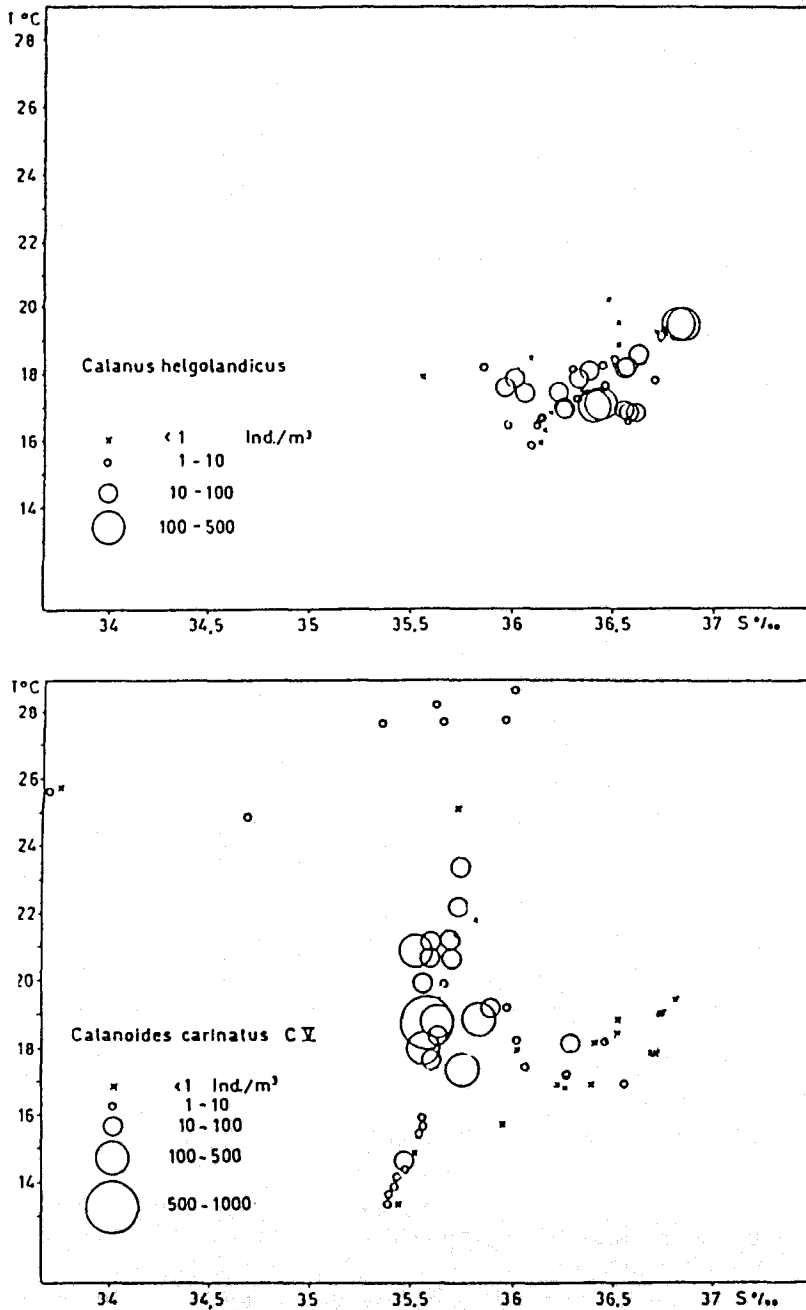 T °C
28
26
24
22
20
18
16
14
Calanus helgolandicus
x < 1 Ind./m³
1 - 10
10 - 100
100 - 500
34 34,5 35 35,5 36 36,5 37 S °/oo
T °C
28
26
24
22
20
18
16
14
Calanoides carinatus C V
x < 1 Ind./m³
1 - 10
10 - 100
100 - 500
500 - 1000
34 34,5 35 35,5 36 36,5 37 S °/oo